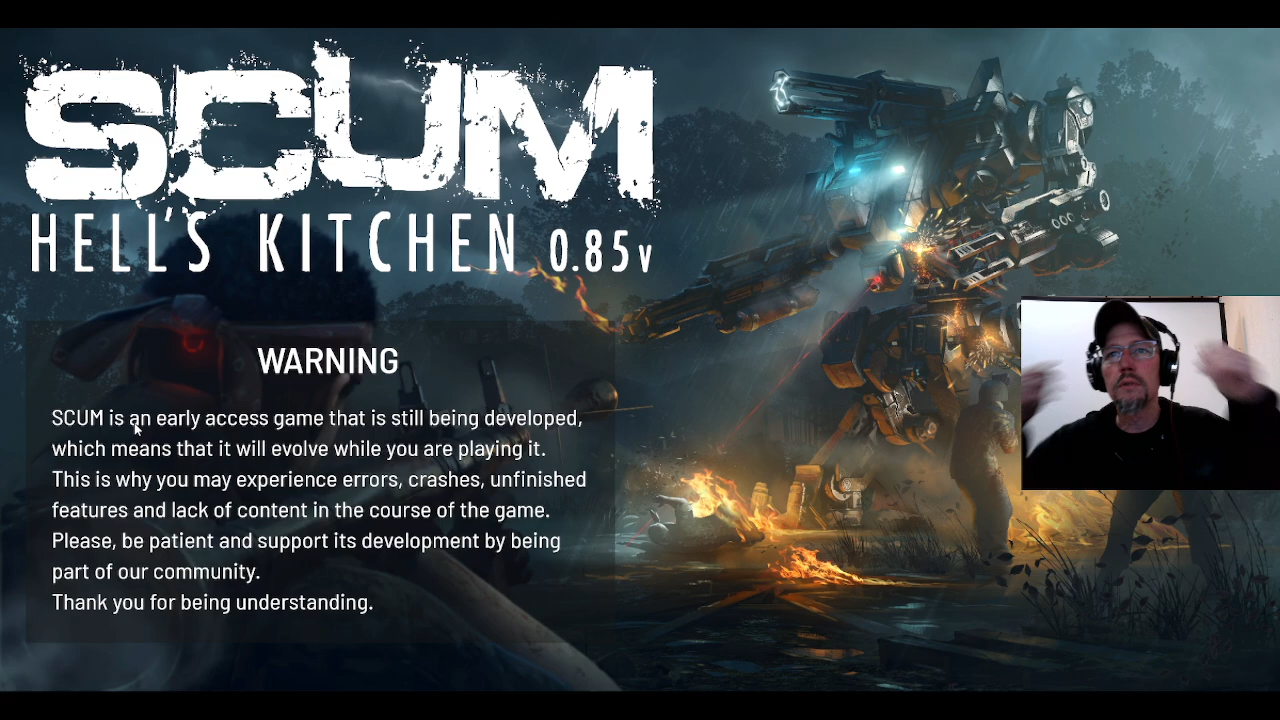 SCUM
HELL'S KITCHEN 0.85v
WARNING
SCUM is an early access game that is still being developed,
which means that it will evolve while you are playing it.
This is why you may experience errors, crashes, unfinished
features and lack of content in the course of the game.
Please, be patient and support its development by being
part of our community.
Thank you for being understanding.